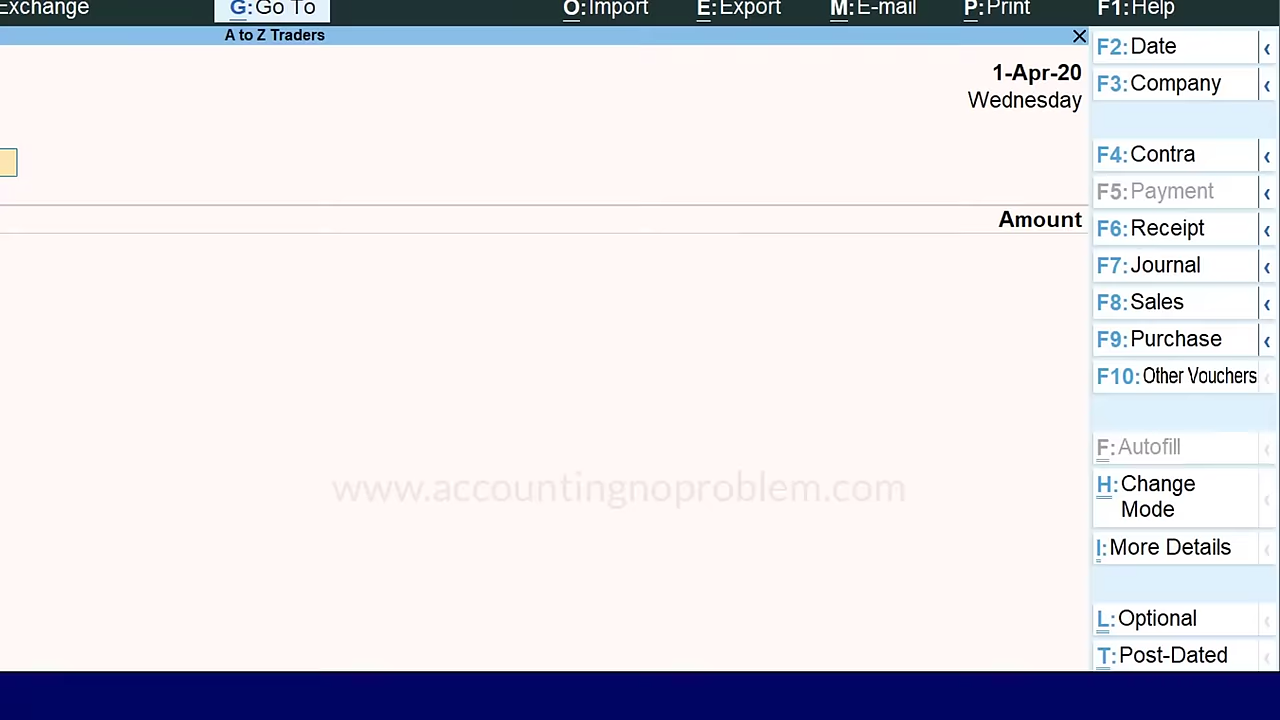 Exchange
G:Go To
O:Import
E:Export
M:E-mail
P:Print
F1:Help
A to Z Traders
1-Apr-20
Wednesday
Amount
www.accountingnoproblem.com
F2:Date
F3:Company
F4:Contra
F5:Payment
F6:Receipt
F7:Journal
F8:Sales
F9:Purchase
F10:Other Vouchers
F:Autofill
H:Change
Mode
I:More Details
L:Optional
T:Post-Dated